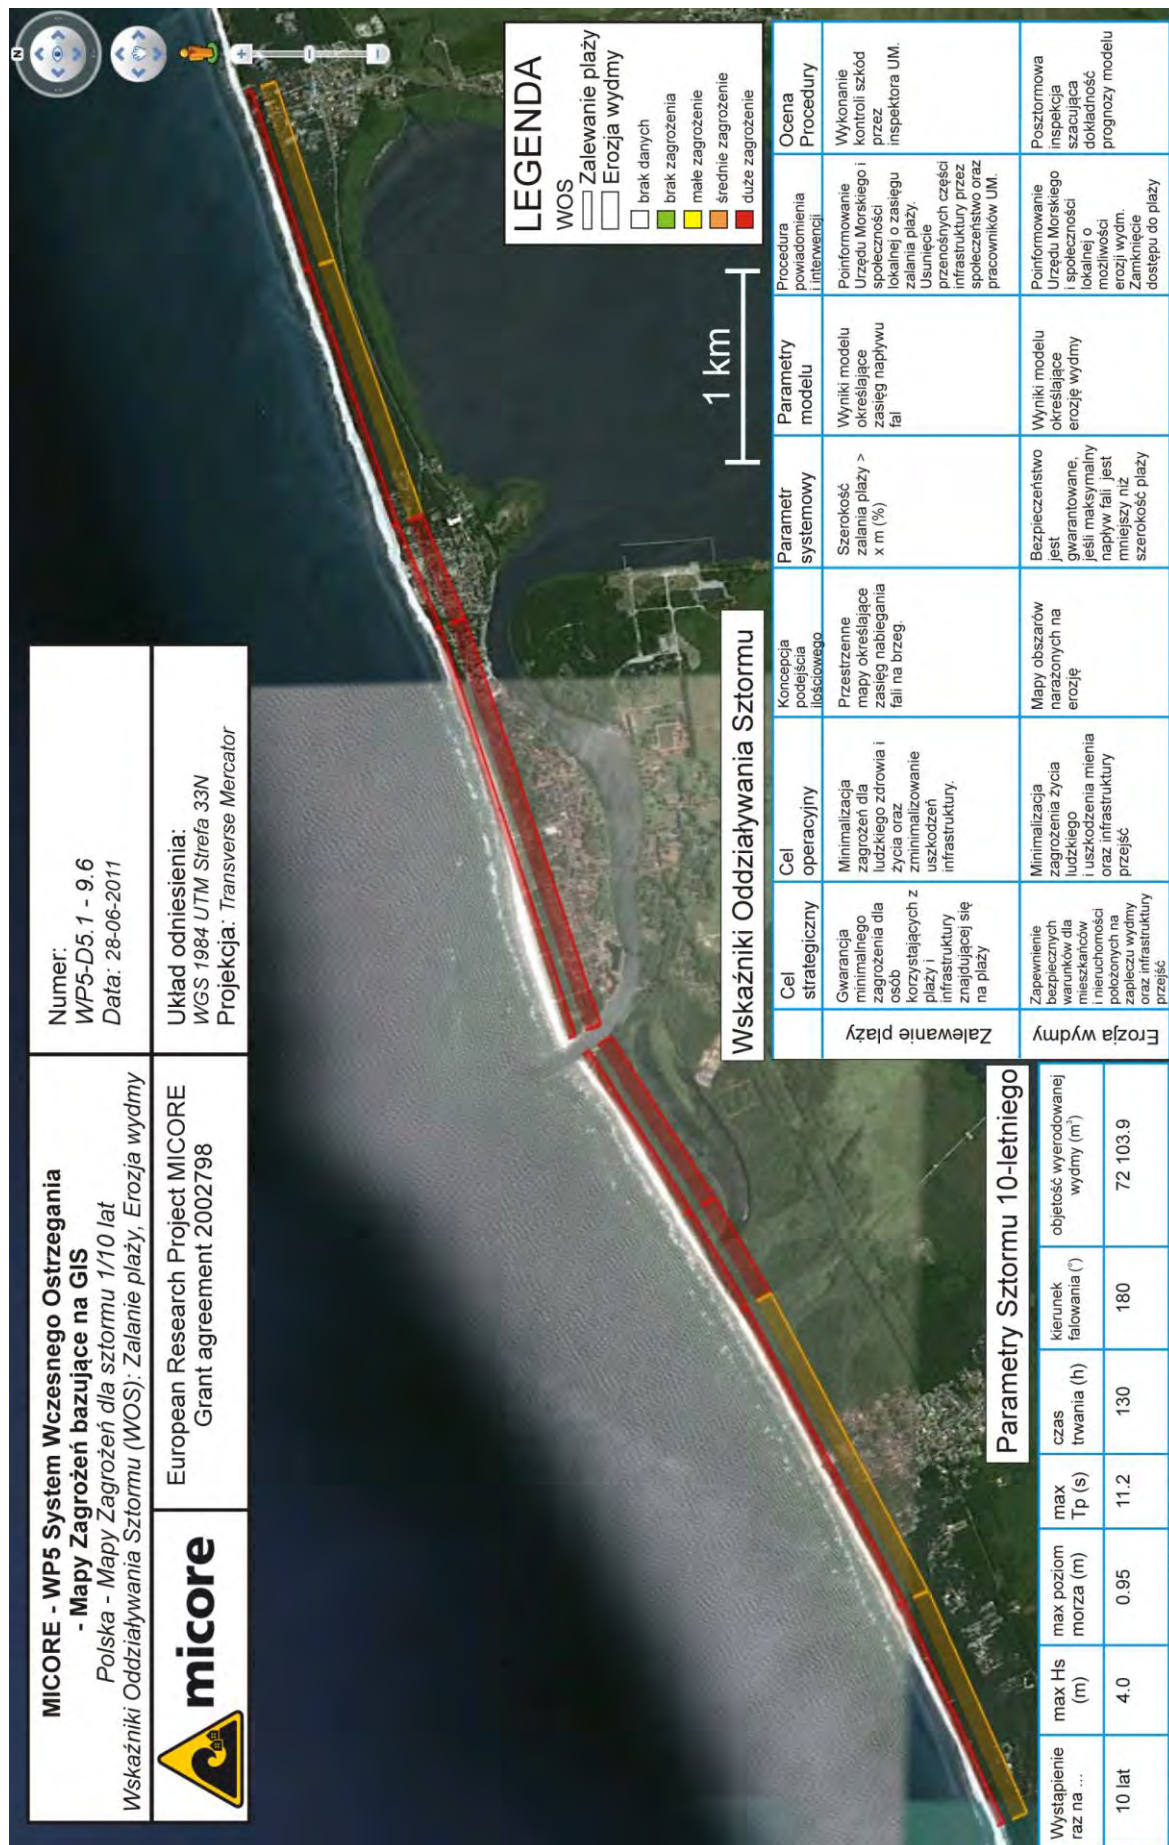 MICORE - WP5 System Wczesnego Ostrzegania
- Mapy Zagrożeń bazujące na GIS
Polska - Mapy Zagrożeń dla sztormu 1/10 lat
Wskaźniki Oddziaływania Sztormu (WOS): Zalanie plaży, Erozja wydmy
Numer:
WP5-D5.1 - 9.6
Data: 28-06-2011
micore
European Research Project MICORE
Grant agreement 2002798
Układ odniesienia:
WGS 1984 UTM Strefa 33N
Projekcja: Transverse Mercator
N
LEGENDA
WOS
Zalewanie plaży
Erozja wydmy
brak danych
brak zagrożenia
małe zagrożenie
średnie zagrożenie
duże zagrożenie
1 km
Wskaźniki Oddziaływania Sztormu
Cel
strategiczny
Cel
operacyjny
Koncepcja
podejścia
ilościowego
Parametr
systemowy
Parametry
modelu
Procedura
powiadomienia
i interwencji
Ocena
Procedury
Zalewanie plaży
Gwarancja
minimalnego
zagrożenia dla
osób
korzystających z
plaży i
infrastruktury
znajdującej się
na plaży
Minimalizacja
zagrożeń dla
ludzkiego zdrowia i
życia oraz
zminimalizowanie
uszkodzeń
infrastruktury.
Przestrzenne
mapy określające
zasięg nabiegania
fali na brzeg.
Szerokość
zalania plaży >
x m (%)
Wyniki modelu
określające
zasięg napływu
fal
Poinformowanie
Urzędu Morskiego i
społeczności
lokalnej o zasięgu
zalania plaży.
Usunięcie
przenośnych części
infrastruktury przez
społeczeństwo oraz
pracowników UM.
Wykonanie
kontroli szkód
przez
inspektora UM.
Erozja wydmy
Zapewnienie
bezpiecznych
warunków dla
mieszkańców
i nieruchomości
położonych na
zapleczu wydmy
oraz infrastruktury
przejść
Minimalizacja
zagrożenia życia
ludzkiego
i uszkodzenia mienia
oraz infrastruktury
przejść
Mapy obszarów
narażonych na
erozję
Bezpieczeństwo
jest
gwarantowane,
jeśli maksymalny
napływ fali jest
mniejszy niż
szerokość plaży
Wyniki modelu
określające
erozję wydmy
Poinformowanie
Urzędu Morskiego
i społeczności
lokalnej o
możliwości
erozji wydm.
Zamknięcie
dostępu do plaży
Posztormowa
inspekcja
szacująca
dokładność
prognozy modelu
Parametry Sztormu 10-letniego
Wystąpienie
raz na ...
max Hs
(m)
max poziom
morza (m)
max
Tp (s)
czas
trwania (h)
kierunek
falowania (°)
objetość wyerodowanej
wydmy (m³)
10 lat
4.0
0.95
11.2
130
180
72 103.9